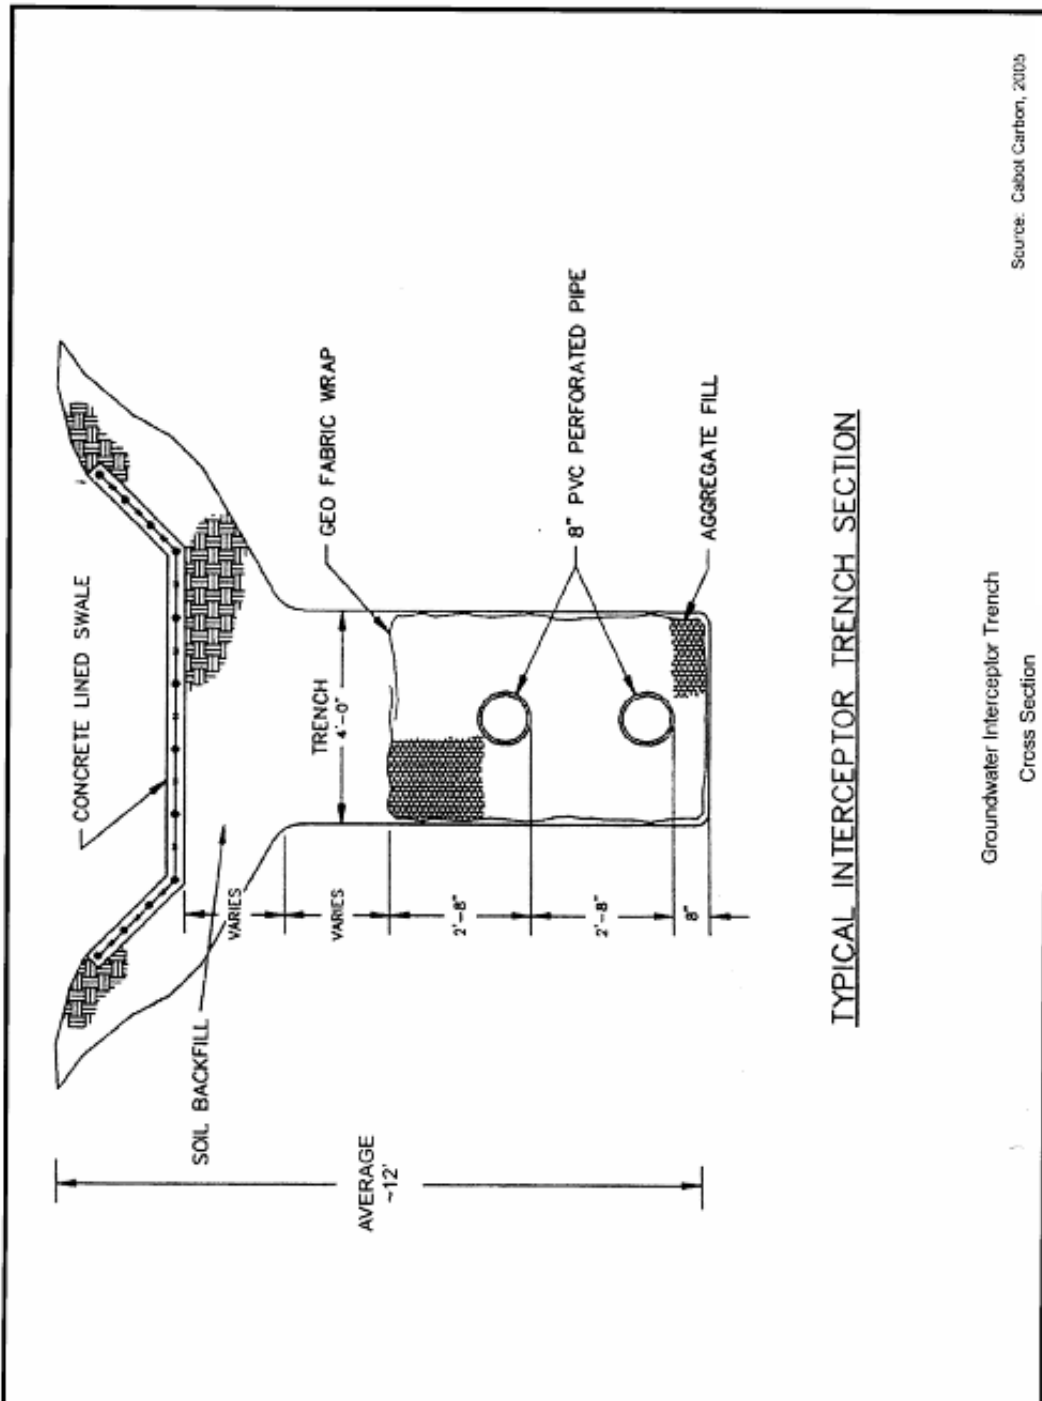 CONCRETE LINED SWALE
SOIL BACKFILL
VARIES
VARIES
2'-8"
2'-8"
8"
TRENCH
4'-0"
GEO FABRIC WRAP
8" PVC PERFORATED PIPE
AGGREGATE FILL
AVERAGE
~12'
TYPICAL INTERCEPTOR TRENCH SECTION
Groundwater Interceptor Trench
Cross Section
Source: Cabot Carbon, 2005